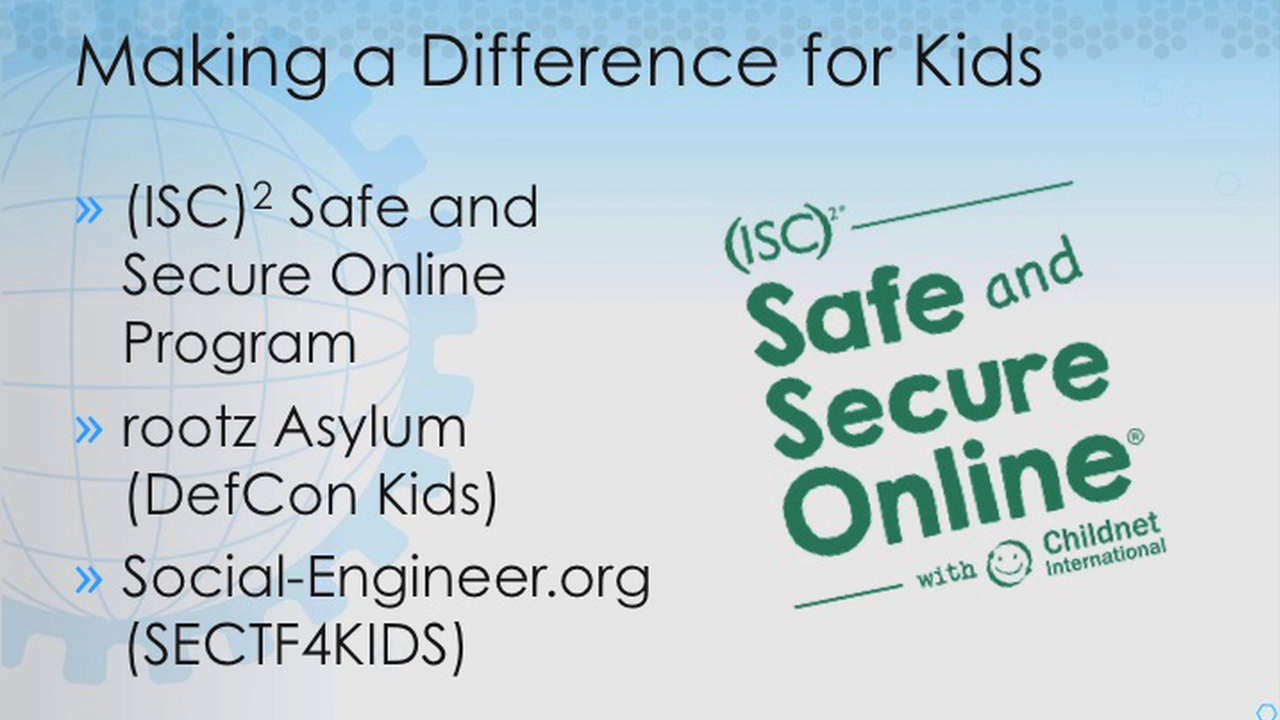 Making a Difference for Kids
» (ISC)² Safe and
Secure Online
Program
» rootz Asylum
(DefCon Kids)
» Social-Engineer.org
(SECTF4KIDS)
(ISC)²®
Safe and
Secure
Online®
with Childnet
International